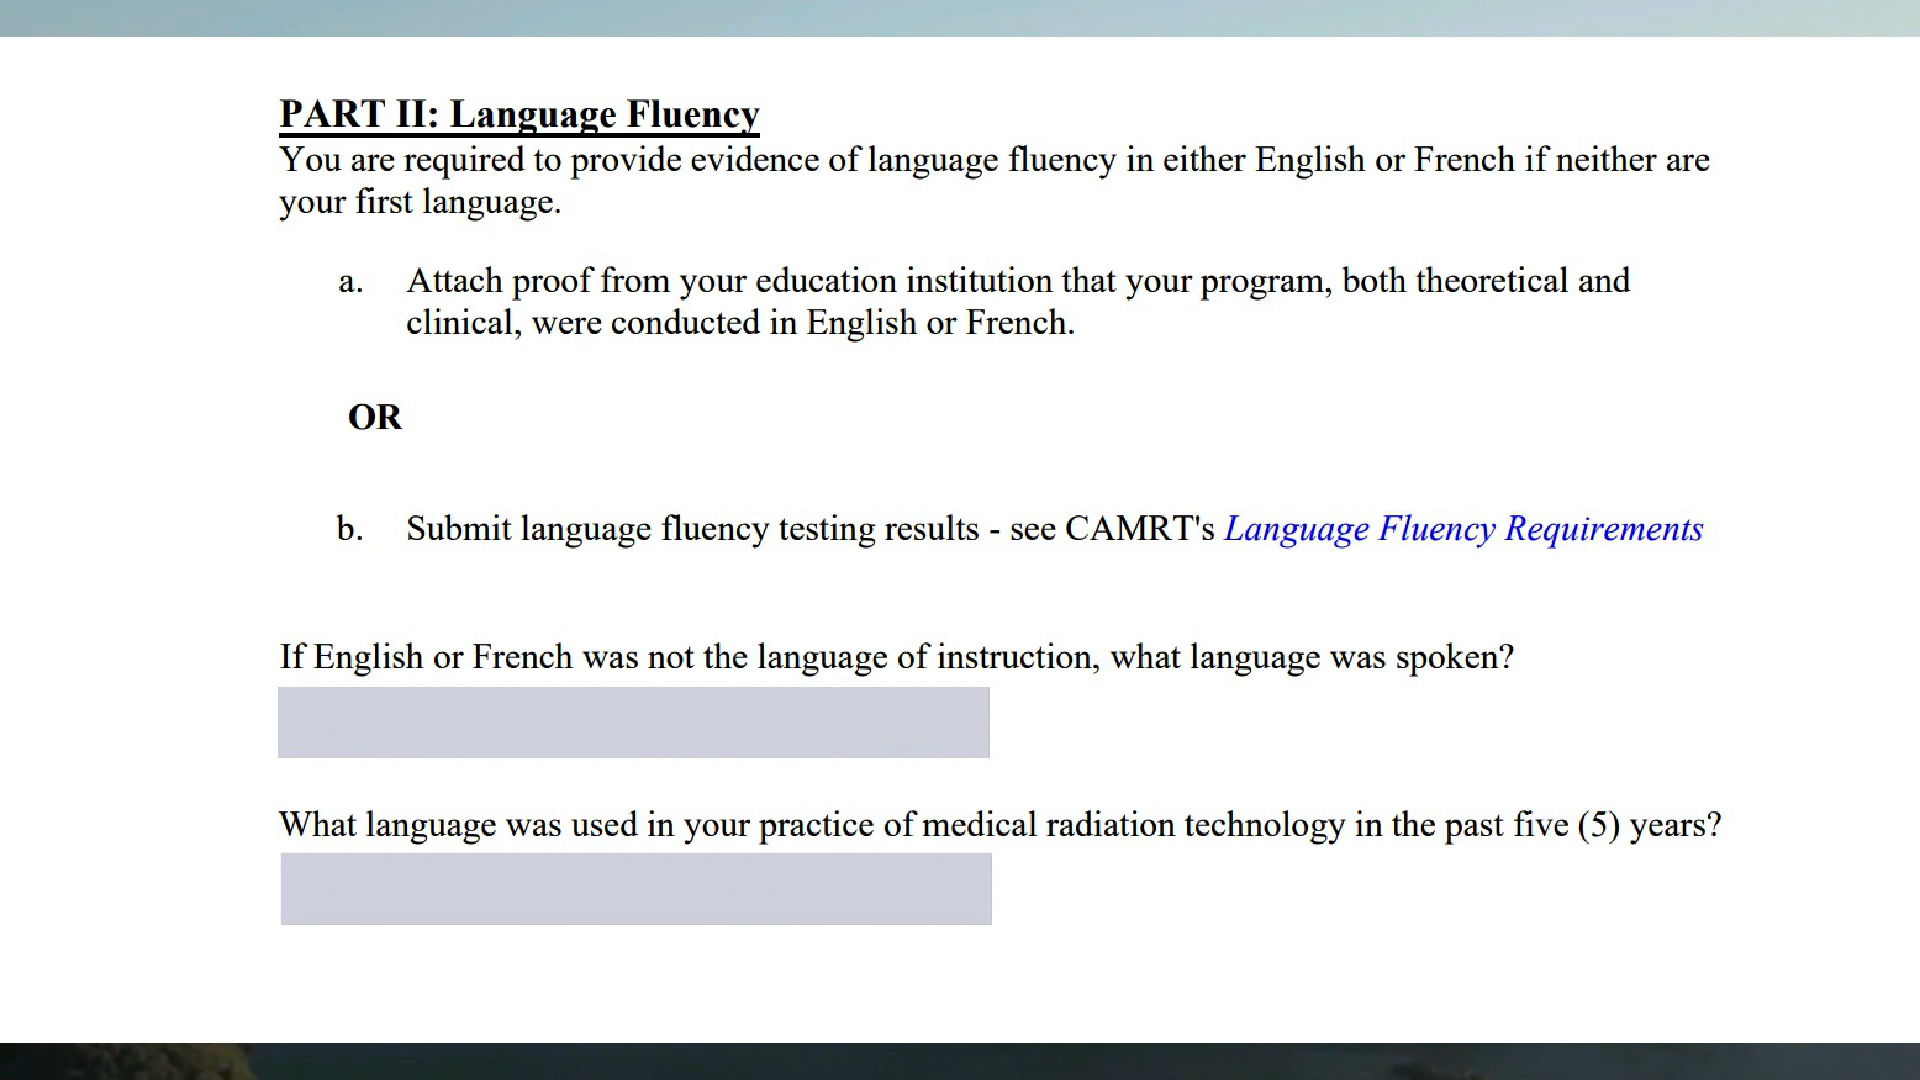 PART II: Language Fluency
You are required to provide evidence of language fluency in either English or French if neither are
your first language.
a. Attach proof from your education institution that your program, both theoretical and
clinical, were conducted in English or French.
OR
b. Submit language fluency testing results - see CAMRT's Language Fluency Requirements
If English or French was not the language of instruction, what language was spoken?
What language was used in your practice of medical radiation technology in the past five (5) years?